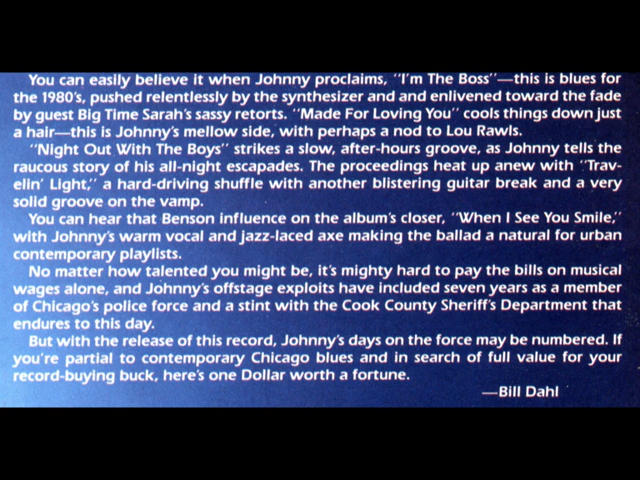 You can easily believe it when Johnny proclaims, "I'm The Boss"—this is blues for
the 1980's, pushed relentlessly by the synthesizer and and enlivened toward the fade
by guest Big Time Sarah's sassy retorts. "Made For Loving You" cools things down just
a hair—this is Johnny's mellow side, with perhaps a nod to Lou Rawls.
"Night Out With The Boys" strikes a slow, after-hours groove, as Johnny tells the
raucous story of his all-night escapades. The proceedings heat up anew with "Trav-
elin' Light," a hard-driving shuffle with another blistering guitar break and a very
solid groove on the vamp.
You can hear that Benson influence on the album's closer, "When I See You Smile,"
with Johnny's warm vocal and jazz-laced axe making the ballad a natural for urban
contemporary playlists.
No matter how talented you might be, it's mighty hard to pay the bills on musical
wages alone, and Johnny's offstage exploits have included seven years as a member
of Chicago's police force and a stint with the Cook County Sheriff's Department that
endures to this day.
But with the release of this record, Johnny's days on the force may be numbered. If
you're partial to contemporary Chicago blues and in search of full value for your
record-buying buck, here's one Dollar worth a fortune.
—Bill Dahl